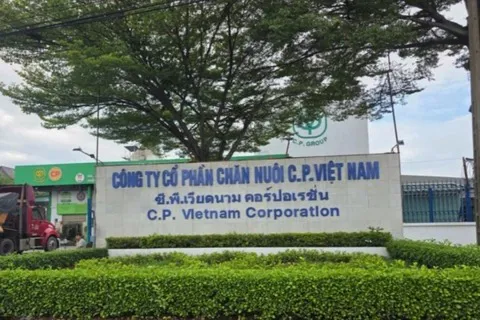 C.P. GROUP
CP
CÔNG TY CỔ PHẦN CHĂN NUÔI C.P. VIỆT NAM
ซี.พี.เวียดนาม คอร์ปอเรชั่น
C.P. Vietnam Corporation